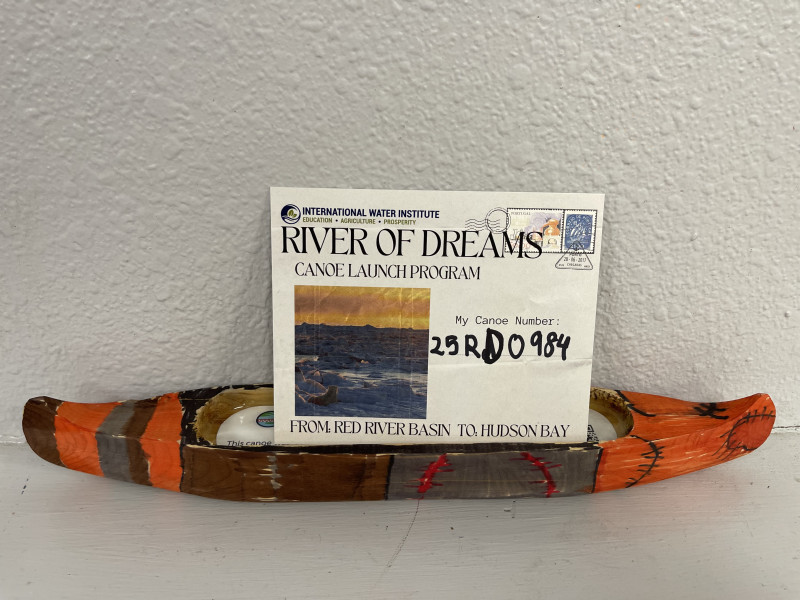 INTERNATIONAL WATER INSTITUTE
EDUCATION • AGRICULTURE • PROSPERITY
PORTUGAL
RIVER OF DREAMS
CANOE LAUNCH PROGRAM
My Canoe Number:
25RD0984
FROM: RED RIVER BASIN TO: HUDSON BAY
This canoe